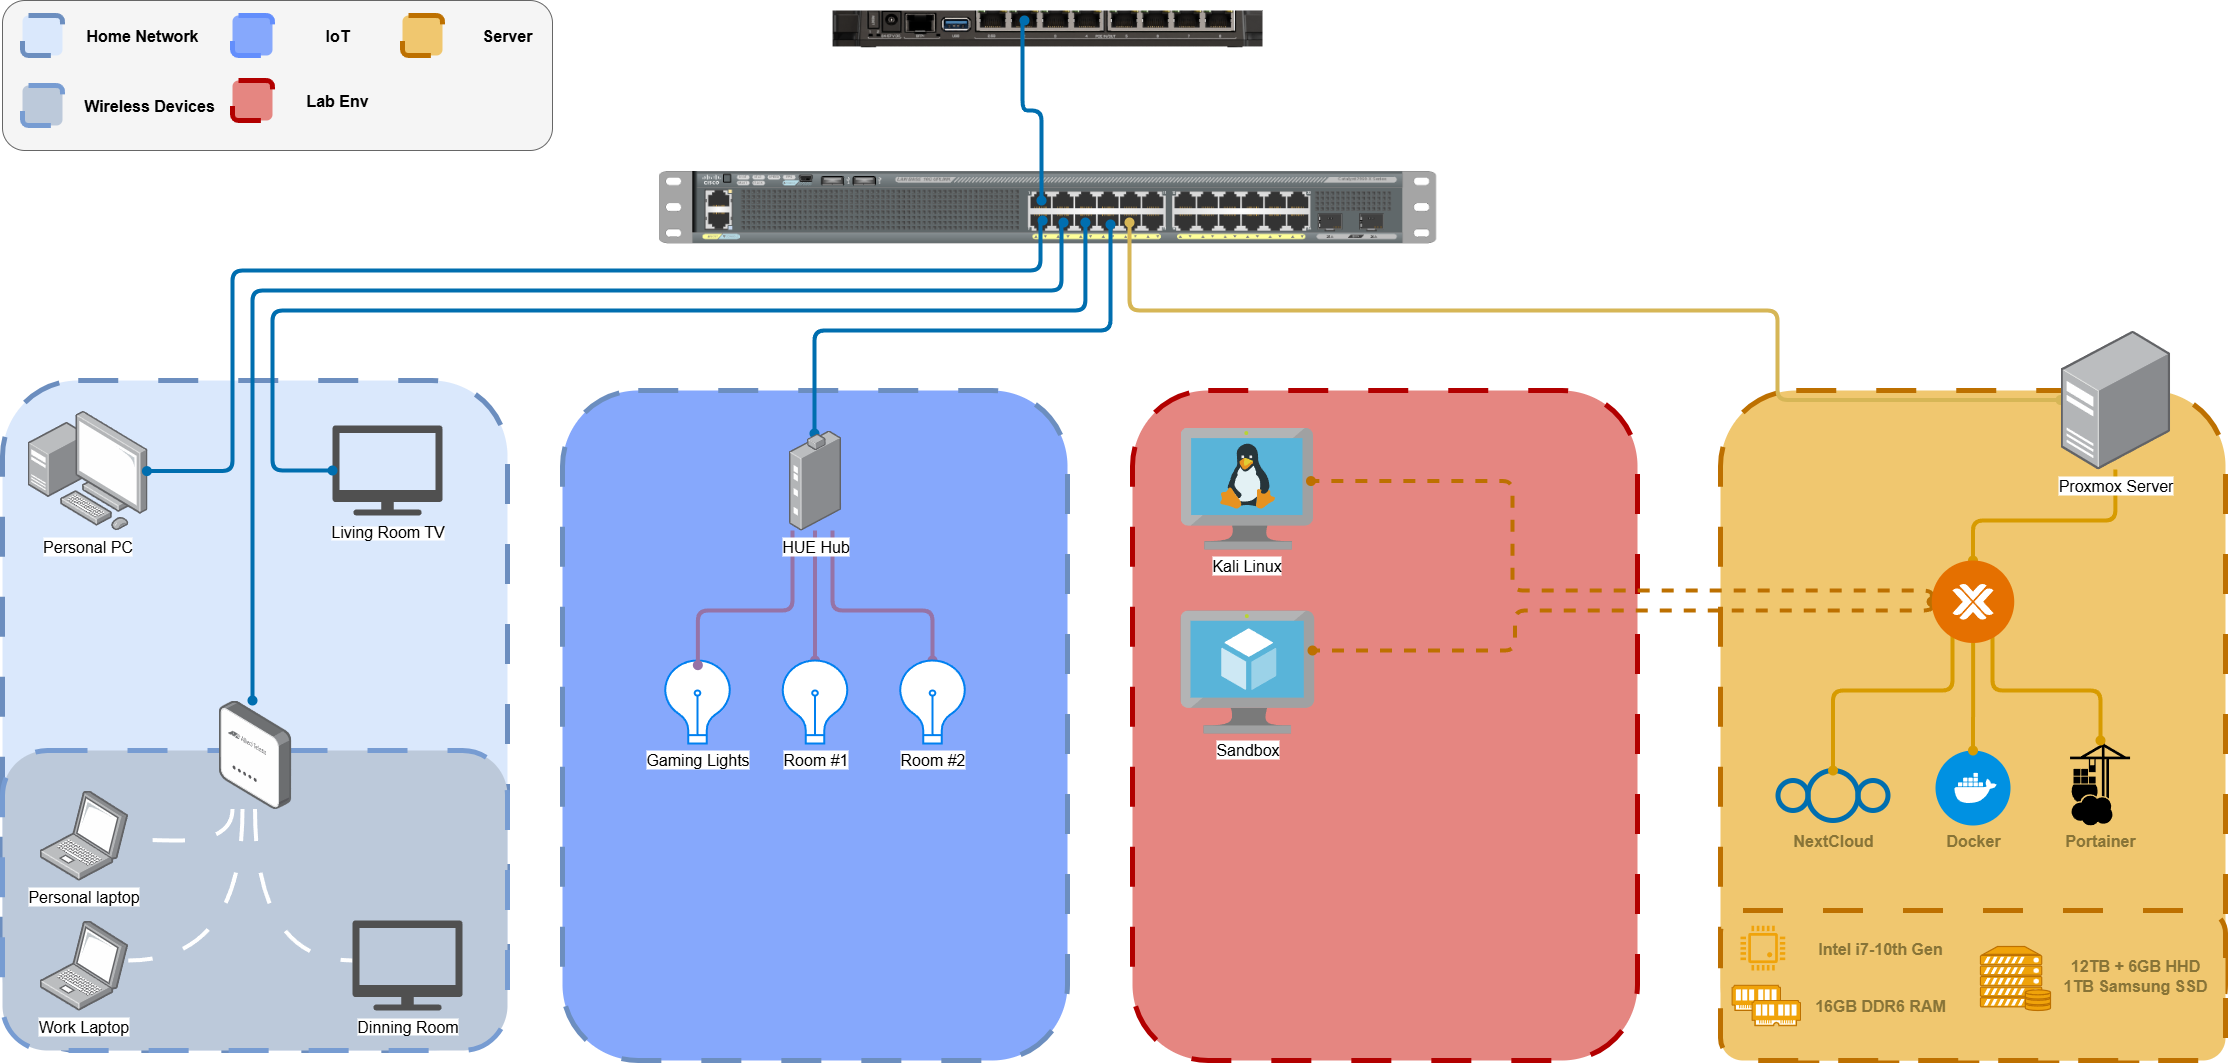 Home Network
IoT
Server
Wireless Devices
Lab Env
CISCO
Personal PC
Living Room TV
HUE Hub
Kali Linux
Proxmox Server
Gaming Lights
Room #1
Room #2
Sandbox
NextCloud
Docker
Portainer
Personal laptop
Work Laptop
Dinning Room
Intel i7-10th Gen
16GB DDR6 RAM
12TB + 6GB HHD
1TB Samsung SSD